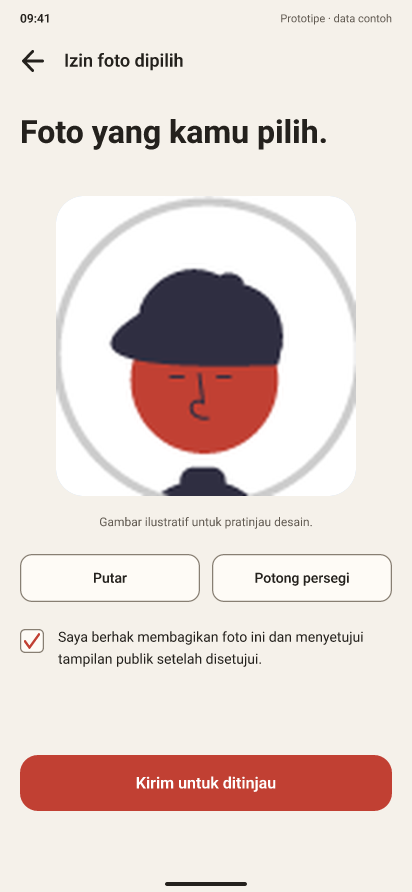 09:41
Prototipe · data contoh
Izin foto dipilih
Foto yang kamu pilih.
Gambar ilustratif untuk pratinjau desain.
Putar
Potong persegi
Saya berhak membagikan foto ini dan menyetujui
tampilan publik setelah disetujui.
Kirim untuk ditinjau